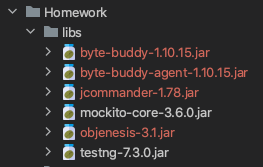 Homework
libs
byte-buddy-1.10.15.jar
byte-buddy-agent-1.10.15.jar
jcommander-1.78.jar
mockito-core-3.6.0.jar
objenesis-3.1.jar
testng-7.3.0.jar